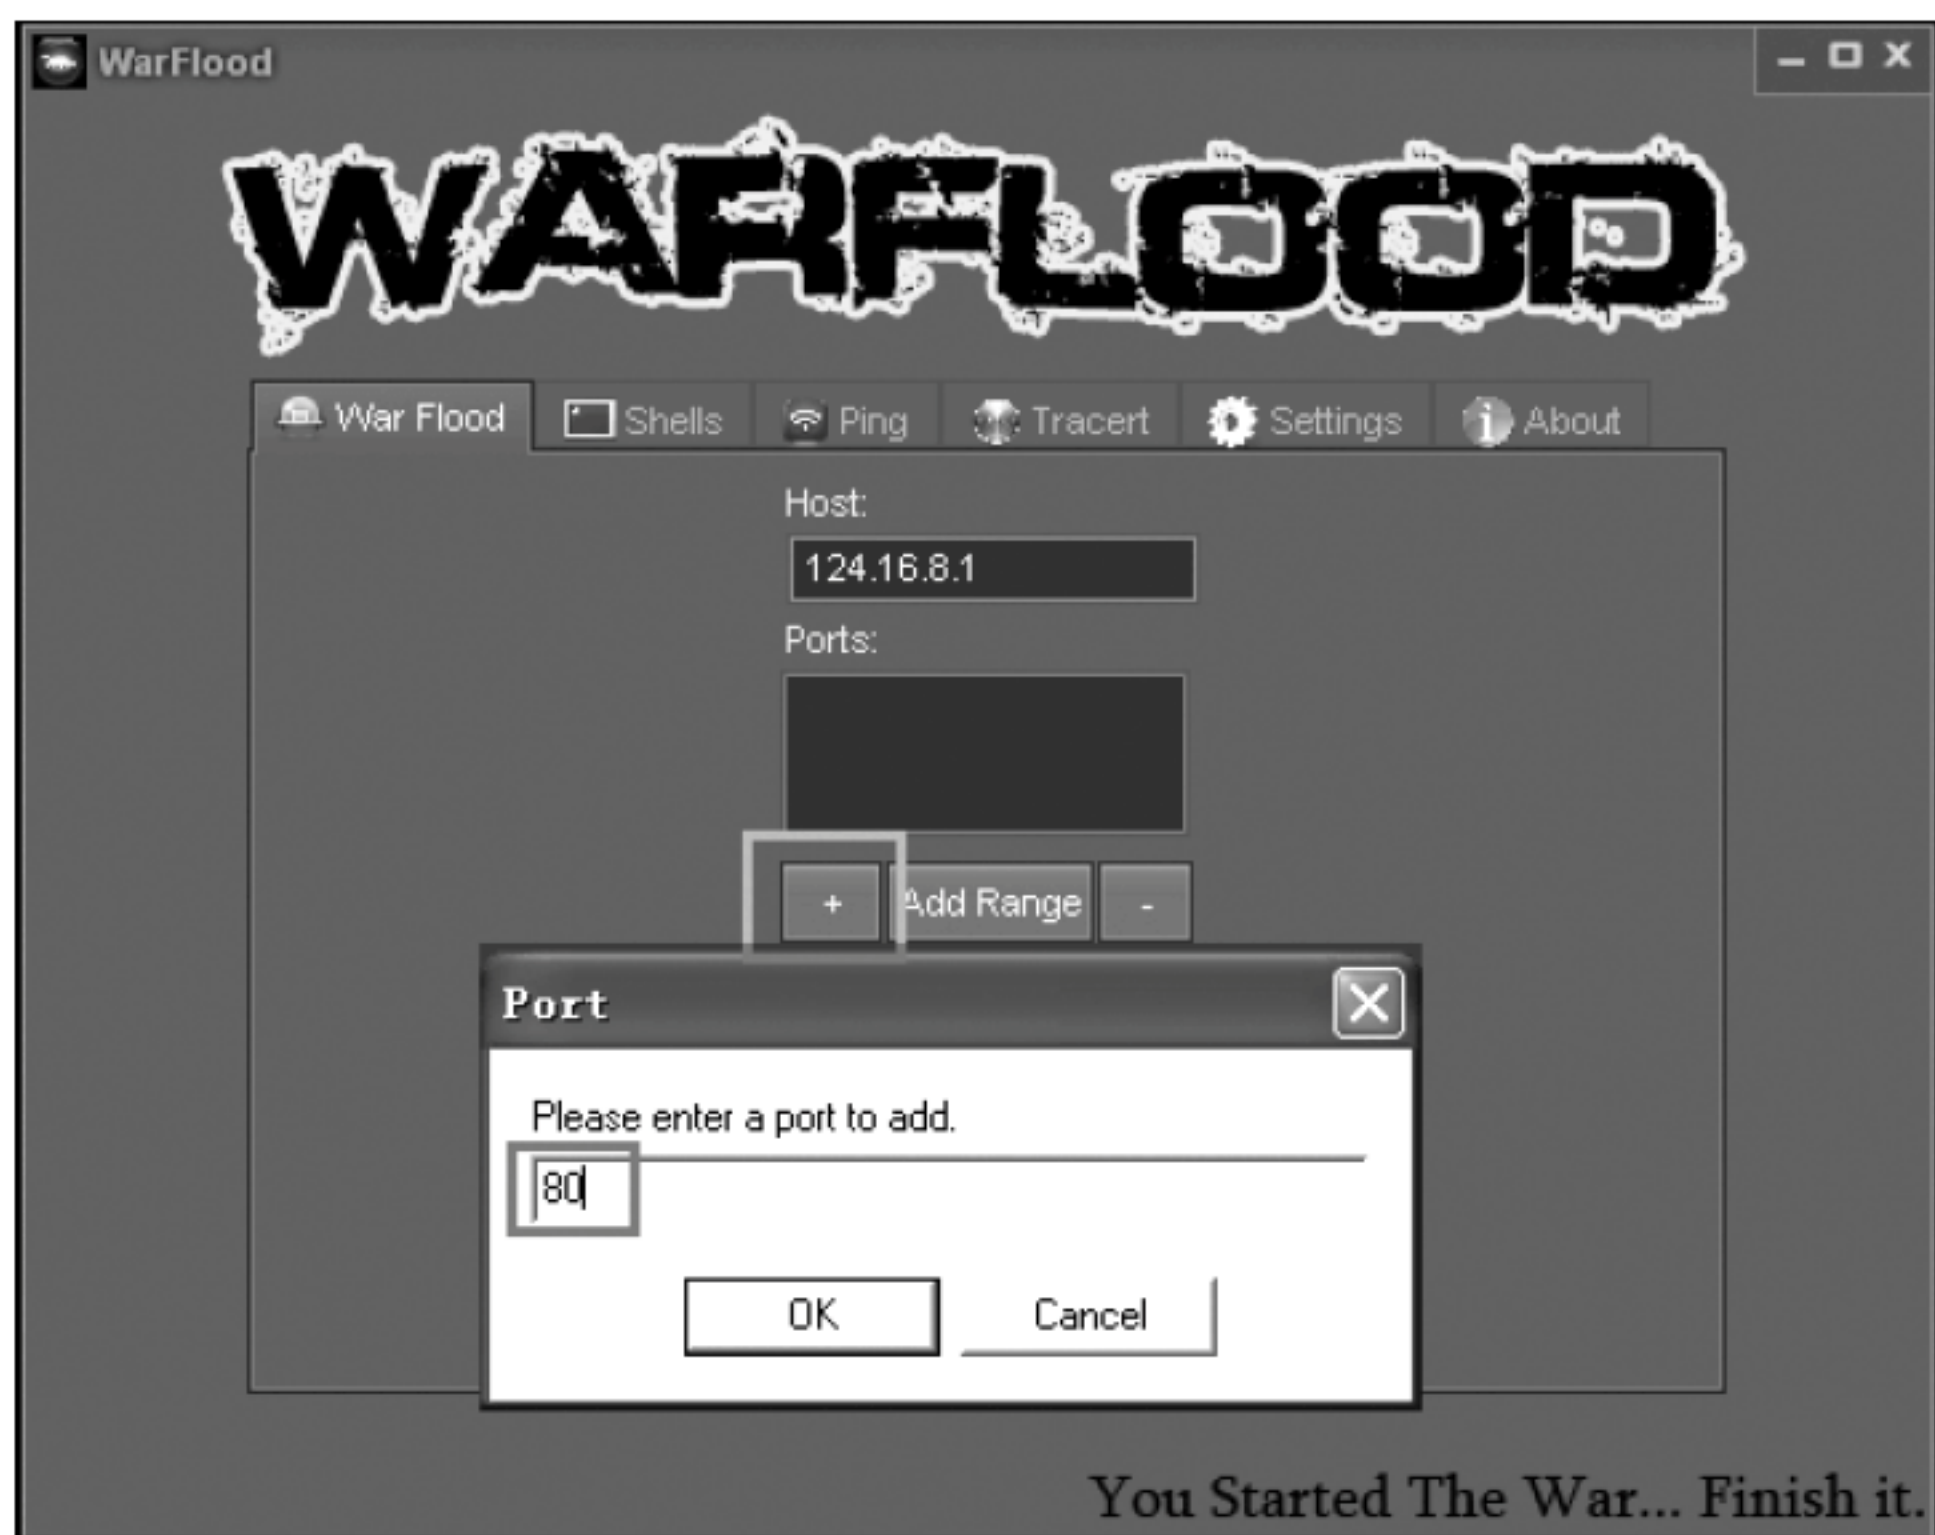 WarFlood
WARFLOOD
War Flood Shells Ping Tracert Settings About
Host:
124.16.8.1
Ports:
+ Add Range -
Port
Please enter a port to add.
80
OK Cancel
You Started The War... Finish it.